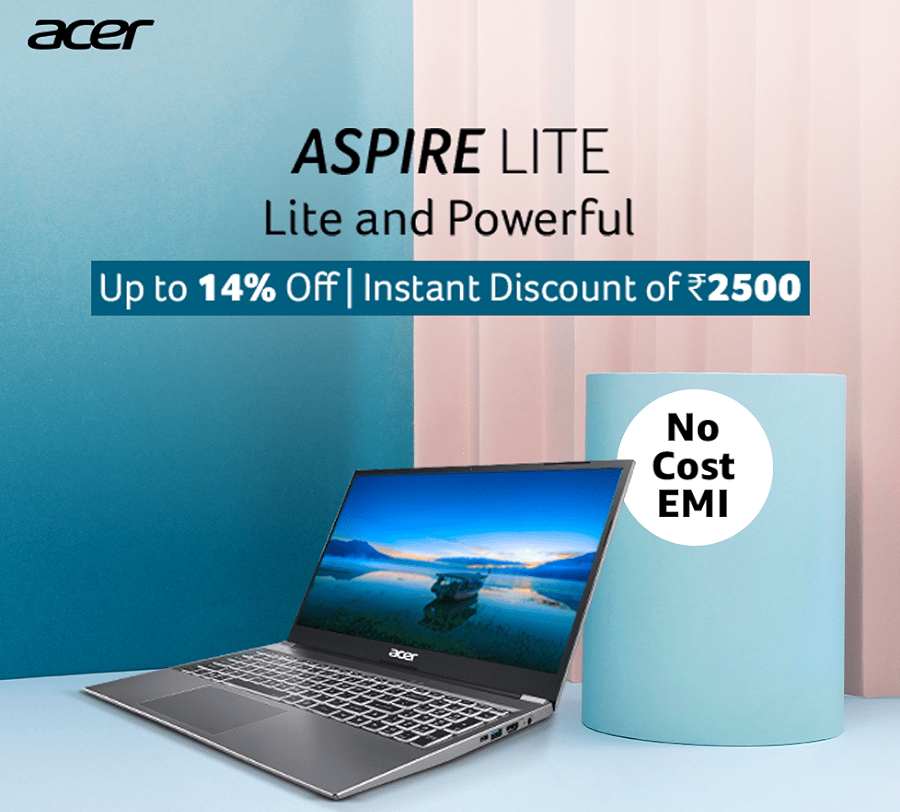 acer
ASPIRE LITE
Lite and Powerful
Up to 14% Off | Instant Discount of ₹2500
No
Cost
EMI
acer